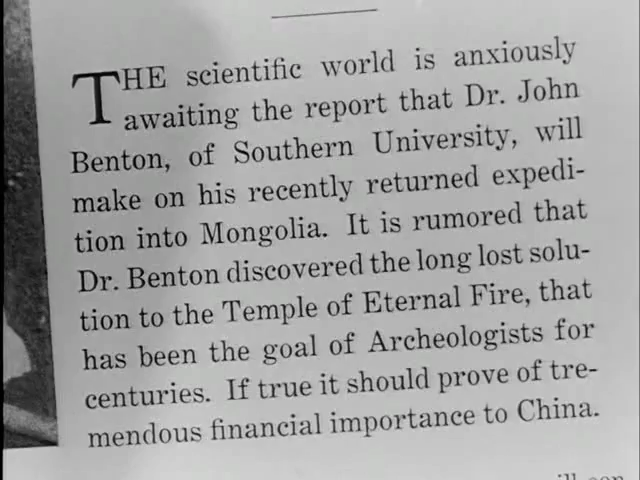 THE scientific world is anxiously
awaiting the report that Dr. John
Benton, of Southern University, will
make on his recently returned expedi-
tion into Mongolia. It is rumored that
Dr. Benton discovered the long lost solu-
tion to the Temple of Eternal Fire, that
has been the goal of Archeologists for
centuries. If true it should prove of tre-
mendous financial importance to China.